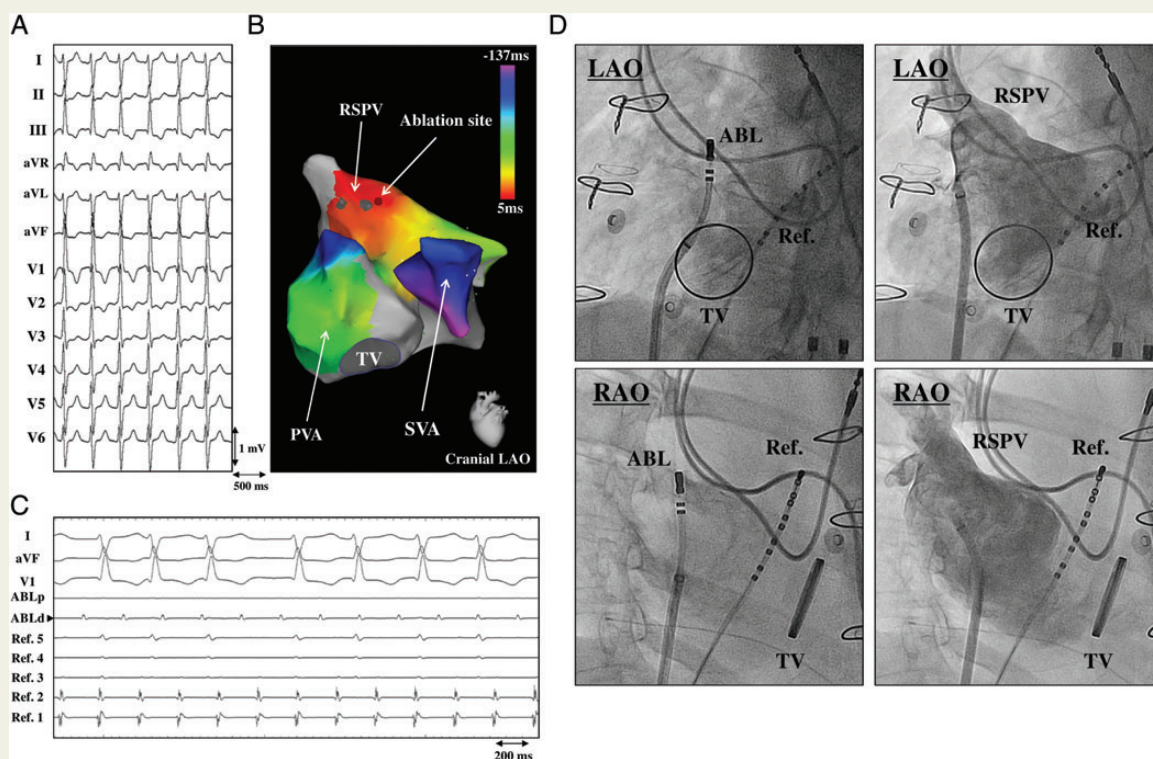 A
I
II
III
aVR
aVL
aVF
V1
V2
V3
V4
V5
V6
1 mV
500 ms
B
-137ms
RSPV
Ablation site
5ms
TV
PVA
SVA
Cranial LAO
C
I
aVF
V1
ABLp
ABLd
Ref. 5
Ref. 4
Ref. 3
Ref. 2
Ref. 1
200 ms
D
LAO
ABL
Ref.
TV
LAO
RSPV
Ref.
TV
RAO
ABL
Ref.
TV
RAO
RSPV
Ref.
TV